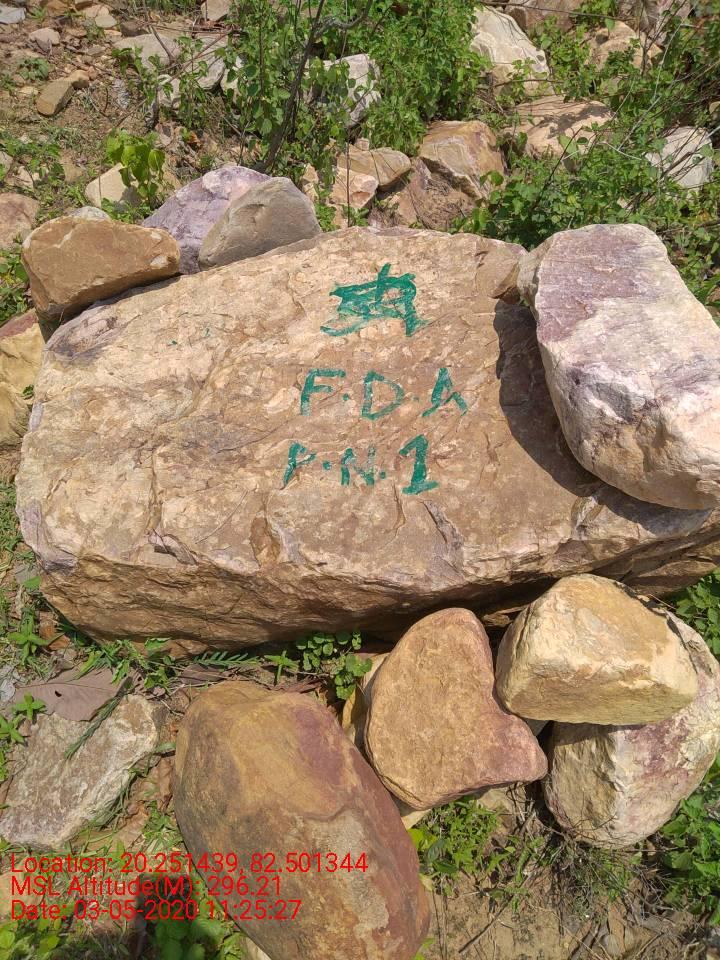 F.D.A
P.N.1
Location: 20.251439, 82.501344
MSL Altitude(M): 296.21
Date: 03-05-2020 11:25:27